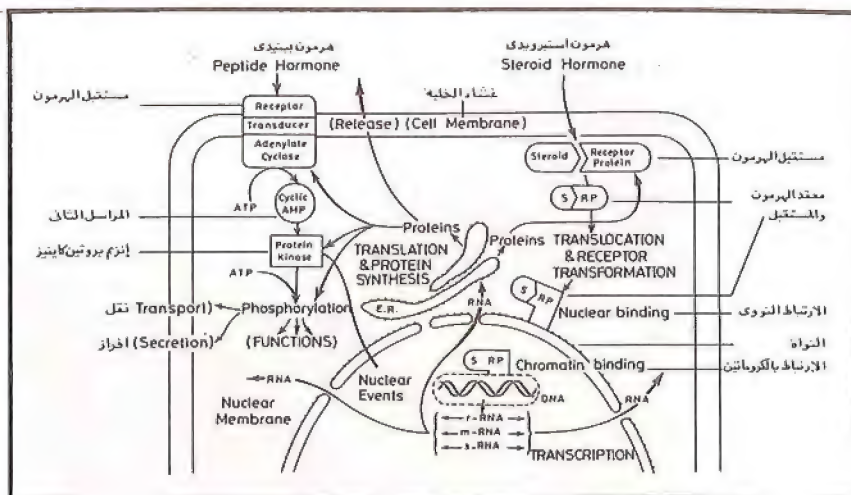 هرمون ببتيدى
Peptide Hormone
هرمون استيرويدى
Steroid Hormone
مستقبل الهرمون
غشاء الخلية
Receptor
Transducer
(Release) (Cell Membrane)
Adenylate
Cyclase
Steroid
Receptor
Protein
مستقبل الهرمون
ATP
Cyclic
AHP
المراسل الثانى
S RP
معقد الهرمون
والمستقبل
Proteins
Proteins
انزيم بروتين كاينيز
Protein
Kinase
TRANSLATION
& PROTEIN
SYNTHESIS
TRANSLOCATION
& RECEPTOR
TRANSFORMATION
ATP
E.R.
RNA
S RP
نقل (Transport
Phosphorylation
Nuclear binding
الارتباط النووى
افراز (Secretion)
(FUNCTIONS)
النواة
S RP
Chromatin binding
الارتباط بالكروماتين
RNA
Nuclear
Events
DNA
RNA
Nuclear
Membrane
r-RNA
m-RNA
s-RNA
TRANSCRIPTION